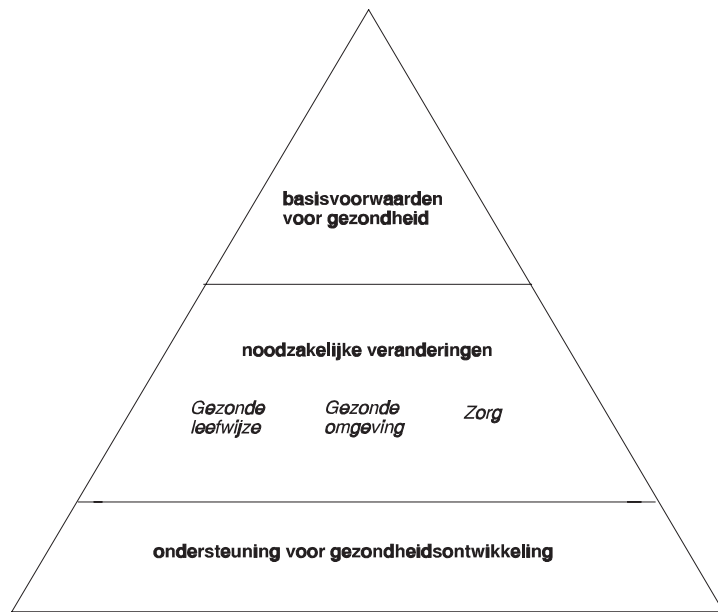 basisvoorwaarden
voor gezondheid
noodzakelijke veranderingen
Gezonde Gezonde Zorg
leefwijze omgeving
ondersteuning voor gezondheidsontwikkeling